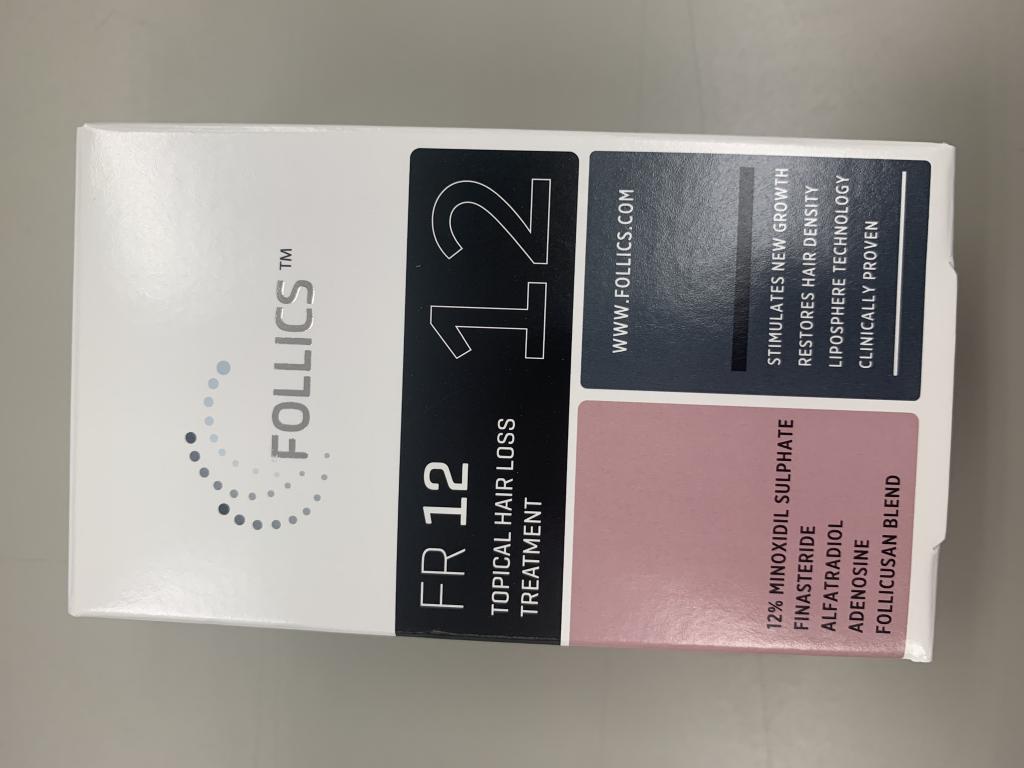 FOLLICS™
FR 12
TOPICAL HAIR LOSS
TREATMENT
12
12% MINOXIDIL SULPHATE
FINASTERIDE
ALFATRADIOL
ADENOSINE
FOLLICUSAN BLEND
WWW.FOLLICS.COM
STIMULATES NEW GROWTH
RESTORES HAIR DENSITY
LIPOSPHERE TECHNOLOGY
CLINICALLY PROVEN